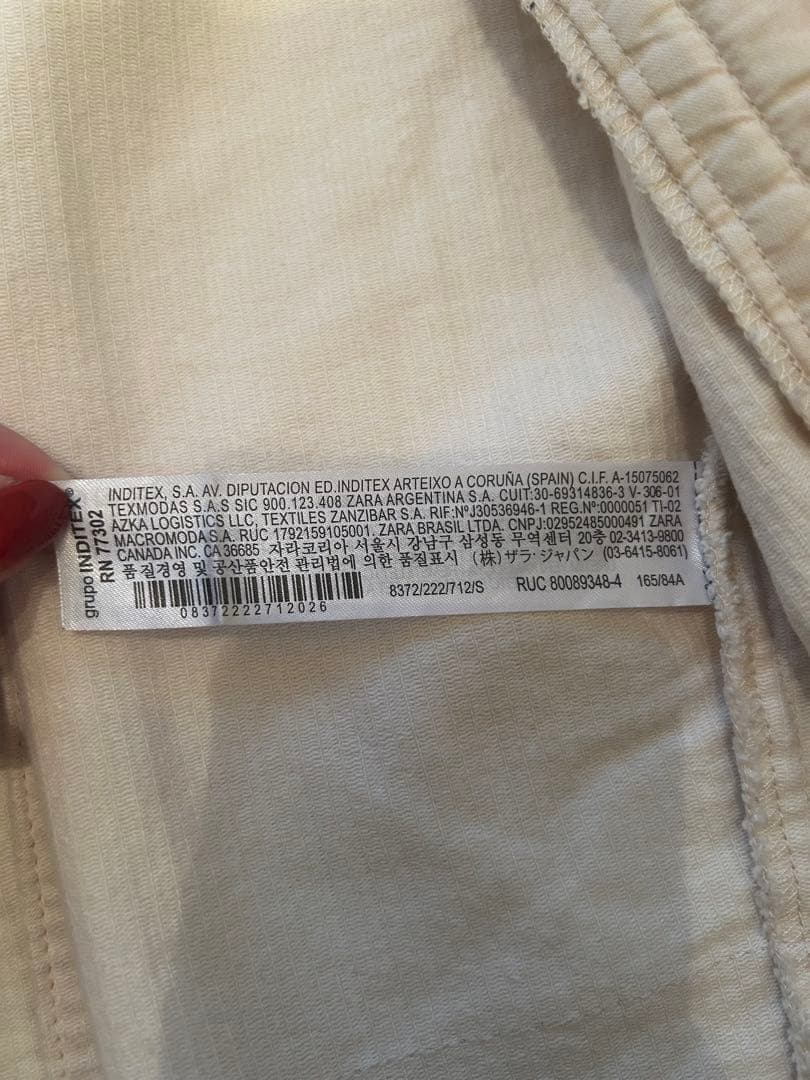 grupo INDITEX®
RN 77302
INDITEX, S.A. AV. DIPUTACION ED.INDITEX ARTEIXO A CORUÑA (SPAIN) C.I.F. A-15075062
TEXMODAS S.A.S SIC 900.123.408 ZARA ARGENTINA S.A. CUIT:30-69314836-3 V-306-01
AZKA LOGISTICS LLC, TEXTILES ZANZIBAR S.A. RIF:NºJ30536946-1 REG.Nº:0000051 TI-02
MACROMODA S.A. RUC 1792159105001. ZARA BRASIL LTDA. CNPJ:02952485000491 ZARA
CANADA INC. CA 36685 자라코리아 서울시 강남구 삼성동 무역센터 20층 02-3413-9800
품질경영 및 공산품안전 관리법에 의한 품질표시 (株) ザラ・ジャパン (03-6415-8061)
8372/222/712/S RUC 80089348-4 165/84A
08372222712026